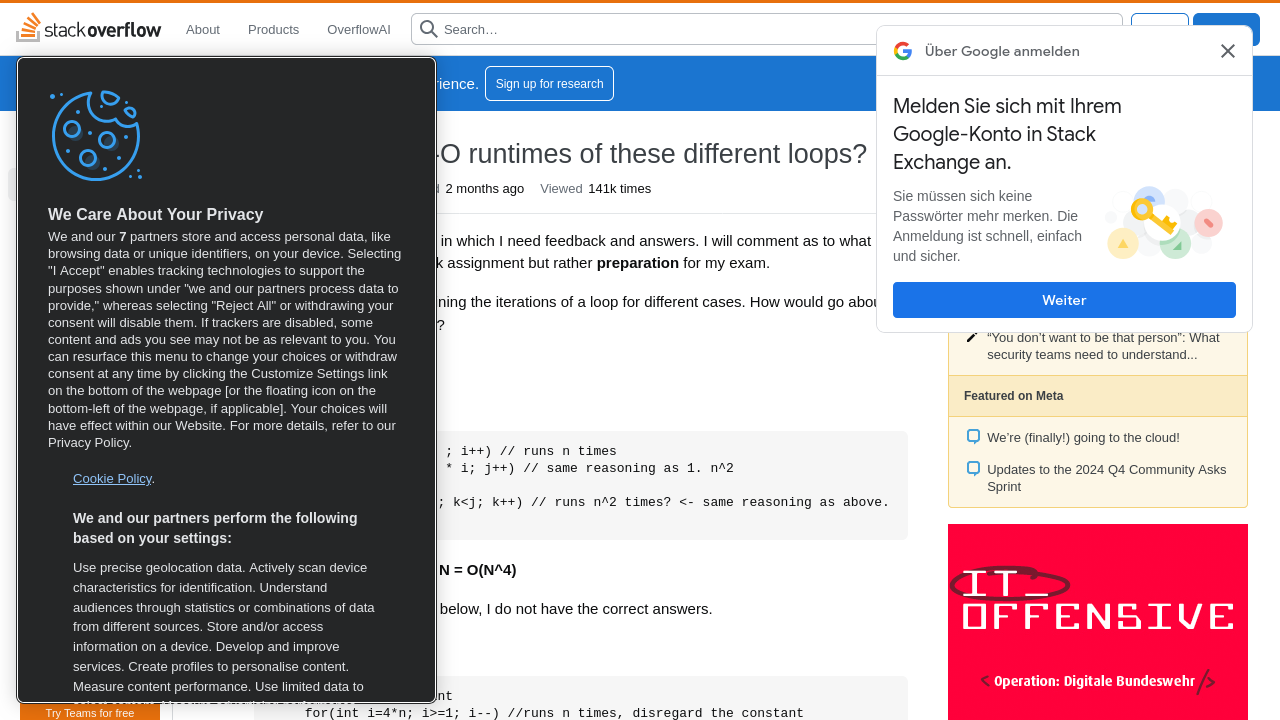 stack overflow
About
Products
OverflowAI
Search…
rience.
Sign up for research
Über Google anmelden
Melden Sie sich mit Ihrem
Google-Konto in Stack
Exchange an.
Sie müssen sich keine
Passwörter mehr merken. Die
Anmeldung ist schnell, einfach
und sicher.
Weiter
We Care About Your Privacy
We and our 7 partners store and access personal data, like
browsing data or unique identifiers, on your device. Selecting
"I Accept" enables tracking technologies to support the
purposes shown under "we and our partners process data to
provide," whereas selecting "Reject All" or withdrawing your
consent will disable them. If trackers are disabled, some
content and ads you see may not be as relevant to you. You
can resurface this menu to change your choices or withdraw
consent at any time by clicking the Customize Settings link
on the bottom of the webpage [or the floating icon on the
bottom-left of the webpage, if applicable]. Your choices will
have effect within our Website. For more details, refer to our
Privacy Policy.
Cookie Policy.
We and our partners perform the following
based on your settings:
Use precise geolocation data. Actively scan device
characteristics for identification. Understand
audiences through statistics or combinations of data
from different sources. Store and/or access
information on a device. Develop and improve
services. Create profiles to personalise content.
Measure content performance. Use limited data to
Try Teams for free
-O runtimes of these different loops?
d 2 months ago Viewed 141k times
in which I need feedback and answers. I will comment as to what
k assignment but rather preparation for my exam.
ning the iterations of a loop for different cases. How would go abou
?
; i++) // runs n times
* i; j++) // same reasoning as 1. n^2
; k<j; k++) // runs n^2 times? <- same reasoning as above.
N = O(N^4)
below, I do not have the correct answers.
nt
for(int i=4*n; i>=1; i--) //runs n times, disregard the constant
“You don’t want to be that person”: What
security teams need to understand...
Featured on Meta
We’re (finally!) going to the cloud!
Updates to the 2024 Q4 Community Asks
Sprint
IT_
OFFENSIVE
< Operation: Digitale Bundeswehr />